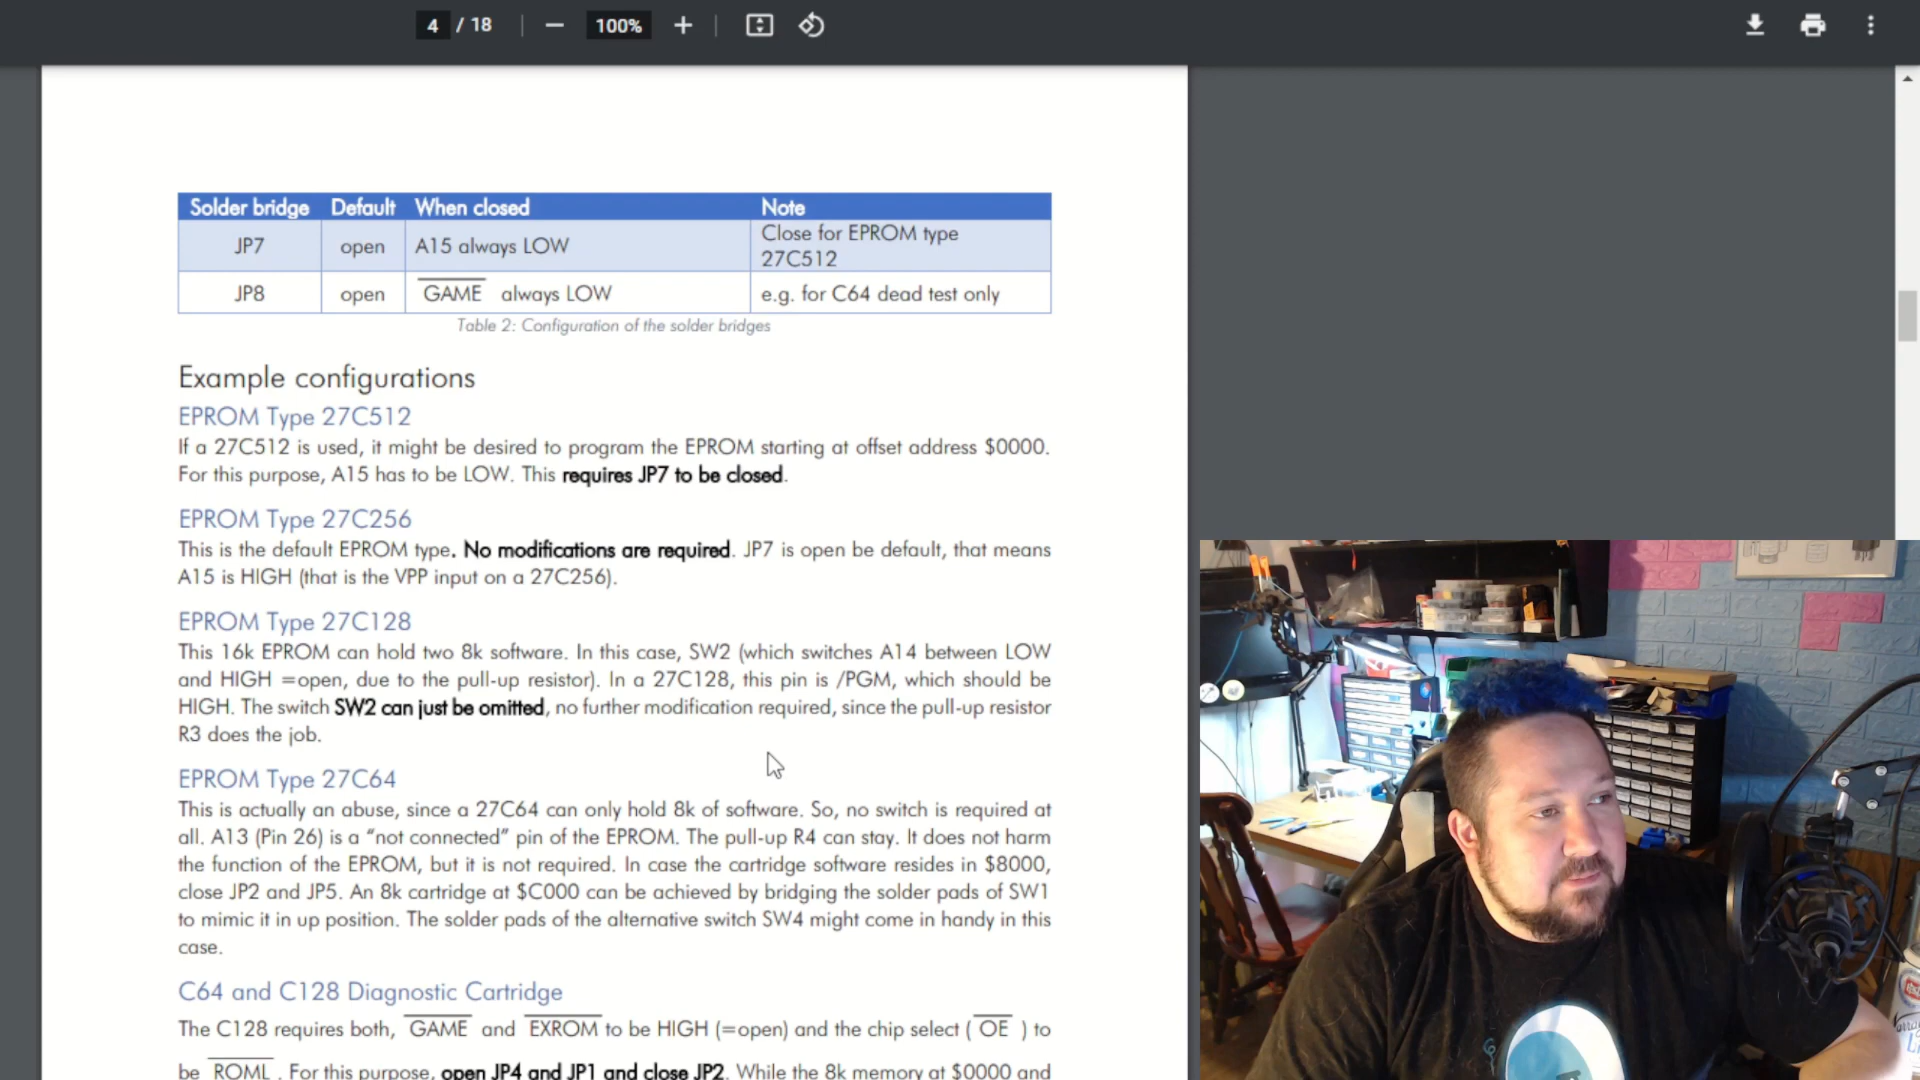 4 / 18
100%
Solder bridge Default When closed Note
JP7 open A15 always LOW Close for EPROM type 27C512
JP8 open GAME always LOW e.g. for C64 dead test only
Table 2: Configuration of the solder bridges
Example configurations
EPROM Type 27C512
If a 27C512 is used, it might be desired to program the EPROM starting at offset address $0000.
For this purpose, A15 has to be LOW. This requires JP7 to be closed.
EPROM Type 27C256
This is the default EPROM type. No modifications are required. JP7 is open be default, that means
A15 is HIGH (that is the VPP input on a 27C256).
EPROM Type 27C128
This 16k EPROM can hold two 8k software. In this case, SW2 (which switches A14 between LOW
and HIGH =open, due to the pull-up resistor). In a 27C128, this pin is /PGM, which should be
HIGH. The switch SW2 can just be omitted, no further modification required, since the pull-up resistor
R3 does the job.
EPROM Type 27C64
This is actually an abuse, since a 27C64 can only hold 8k of software. So, no switch is required at
all. A13 (Pin 26) is a “not connected” pin of the EPROM. The pull-up R4 can stay. It does not harm
the function of the EPROM, but it is not required. In case the cartridge software resides in $8000,
close JP2 and JP5. An 8k cartridge at $C000 can be achieved by bridging the solder pads of SW1
to mimic it in up position. The solder pads of the alternative switch SW4 might come in handy in this
case.
C64 and C128 Diagnostic Cartridge
The C128 requires both, GAME and EXROM to be HIGH (=open) and the chip select ( OE ) to
be ROML . For this purpose, open JP4 and JP1 and close JP2. While the 8k memory at $0000 and